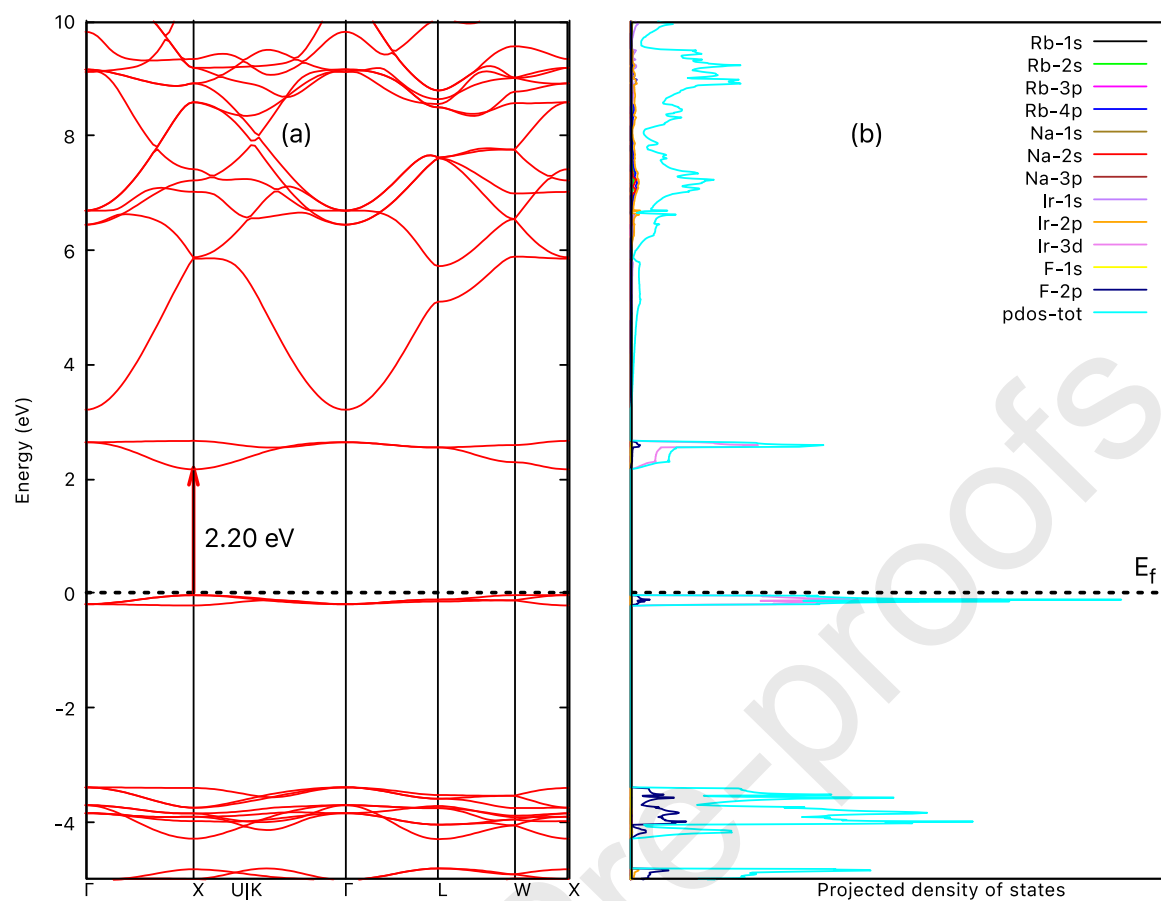 10
8
6
4
2
0
−2
−4
Energy (eV)
(a)
2.20 eV
Γ X U|K Γ L W X
(b)
Rb-1s
Rb-2s
Rb-3p
Rb-4p
Na-1s
Na-2s
Na-3p
Ir-1s
Ir-2p
Ir-3d
F-1s
F-2p
pdos-tot
E_f
Projected density of states
re-proofs